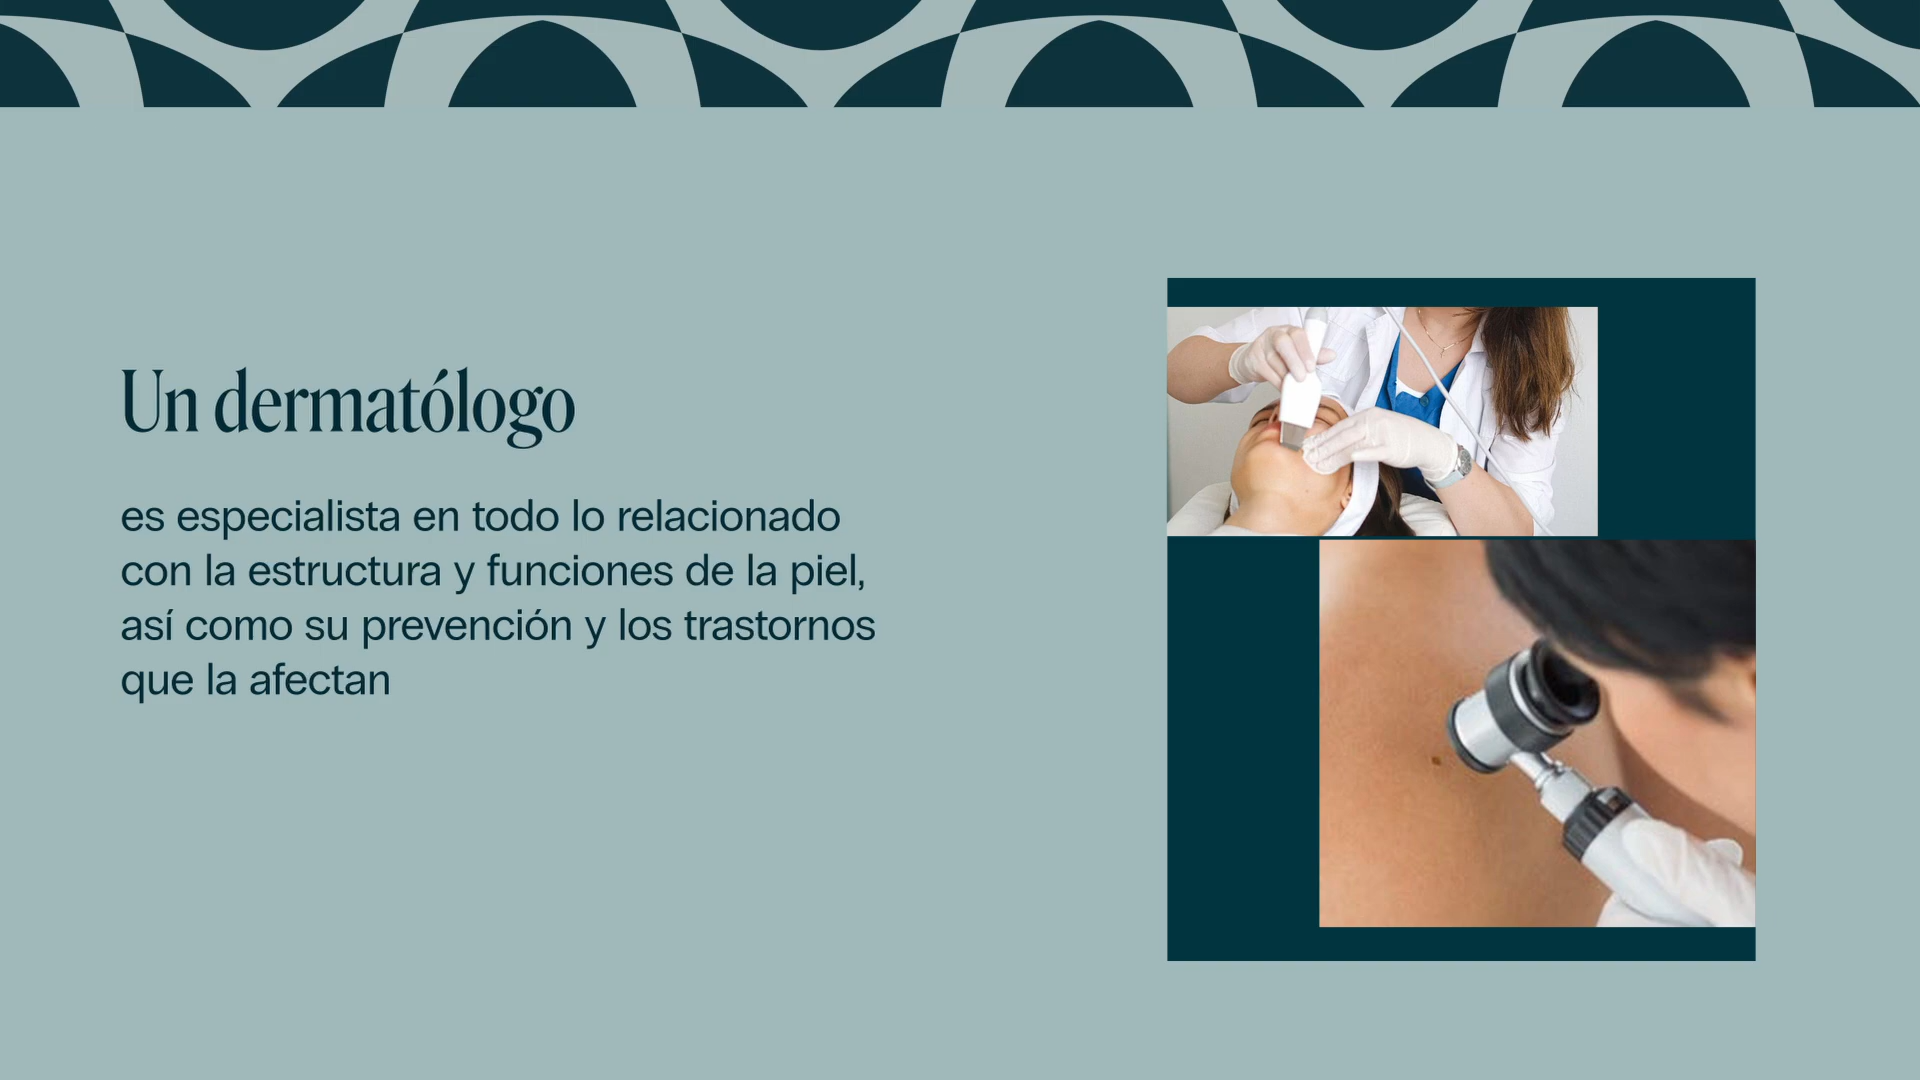 Un dermatólogo
es especialista en todo lo relacionado
con la estructura y funciones de la piel,
así como su prevención y los trastornos
que la afectan